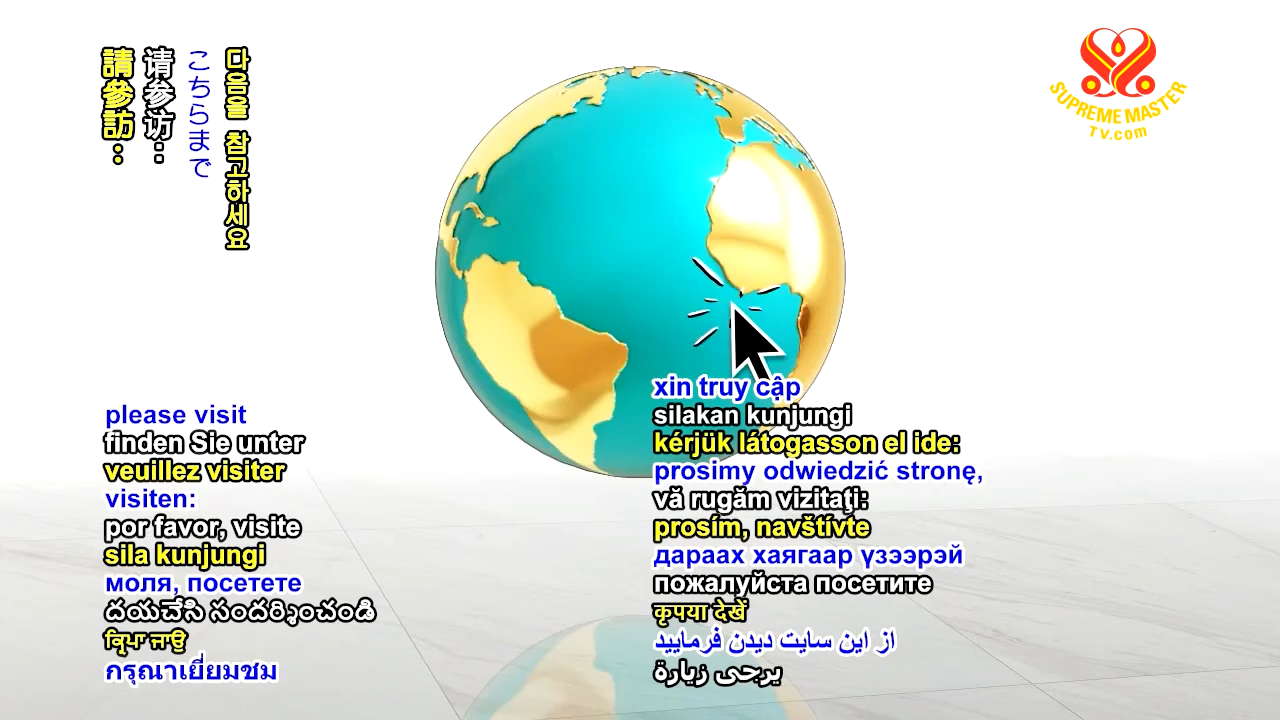 請參訪：
请参访：
こちらまで
다음을 참고하세요
SUPREME MASTER
TV.com
please visit
finden Sie unter
veuillez visiter
visiten:
por favor, visite
sila kunjungi
моля, посетете
దయచేసి సందర్శించండి
ਕ੍ਰਿਪਾ ਜਾਉ
กรุณาเยี่ยมชม
xin truy cập
silakan kunjungi
kérjük látogasson el ide:
prosimy odwiedzić stronę,
vă rugăm vizitaţi:
prosím, navštívte
дараах хаягаар үзээрэй
пожалуйста посетите
कृपया देखें
از این سایت دیدن فرمایید
يرجى زيارة